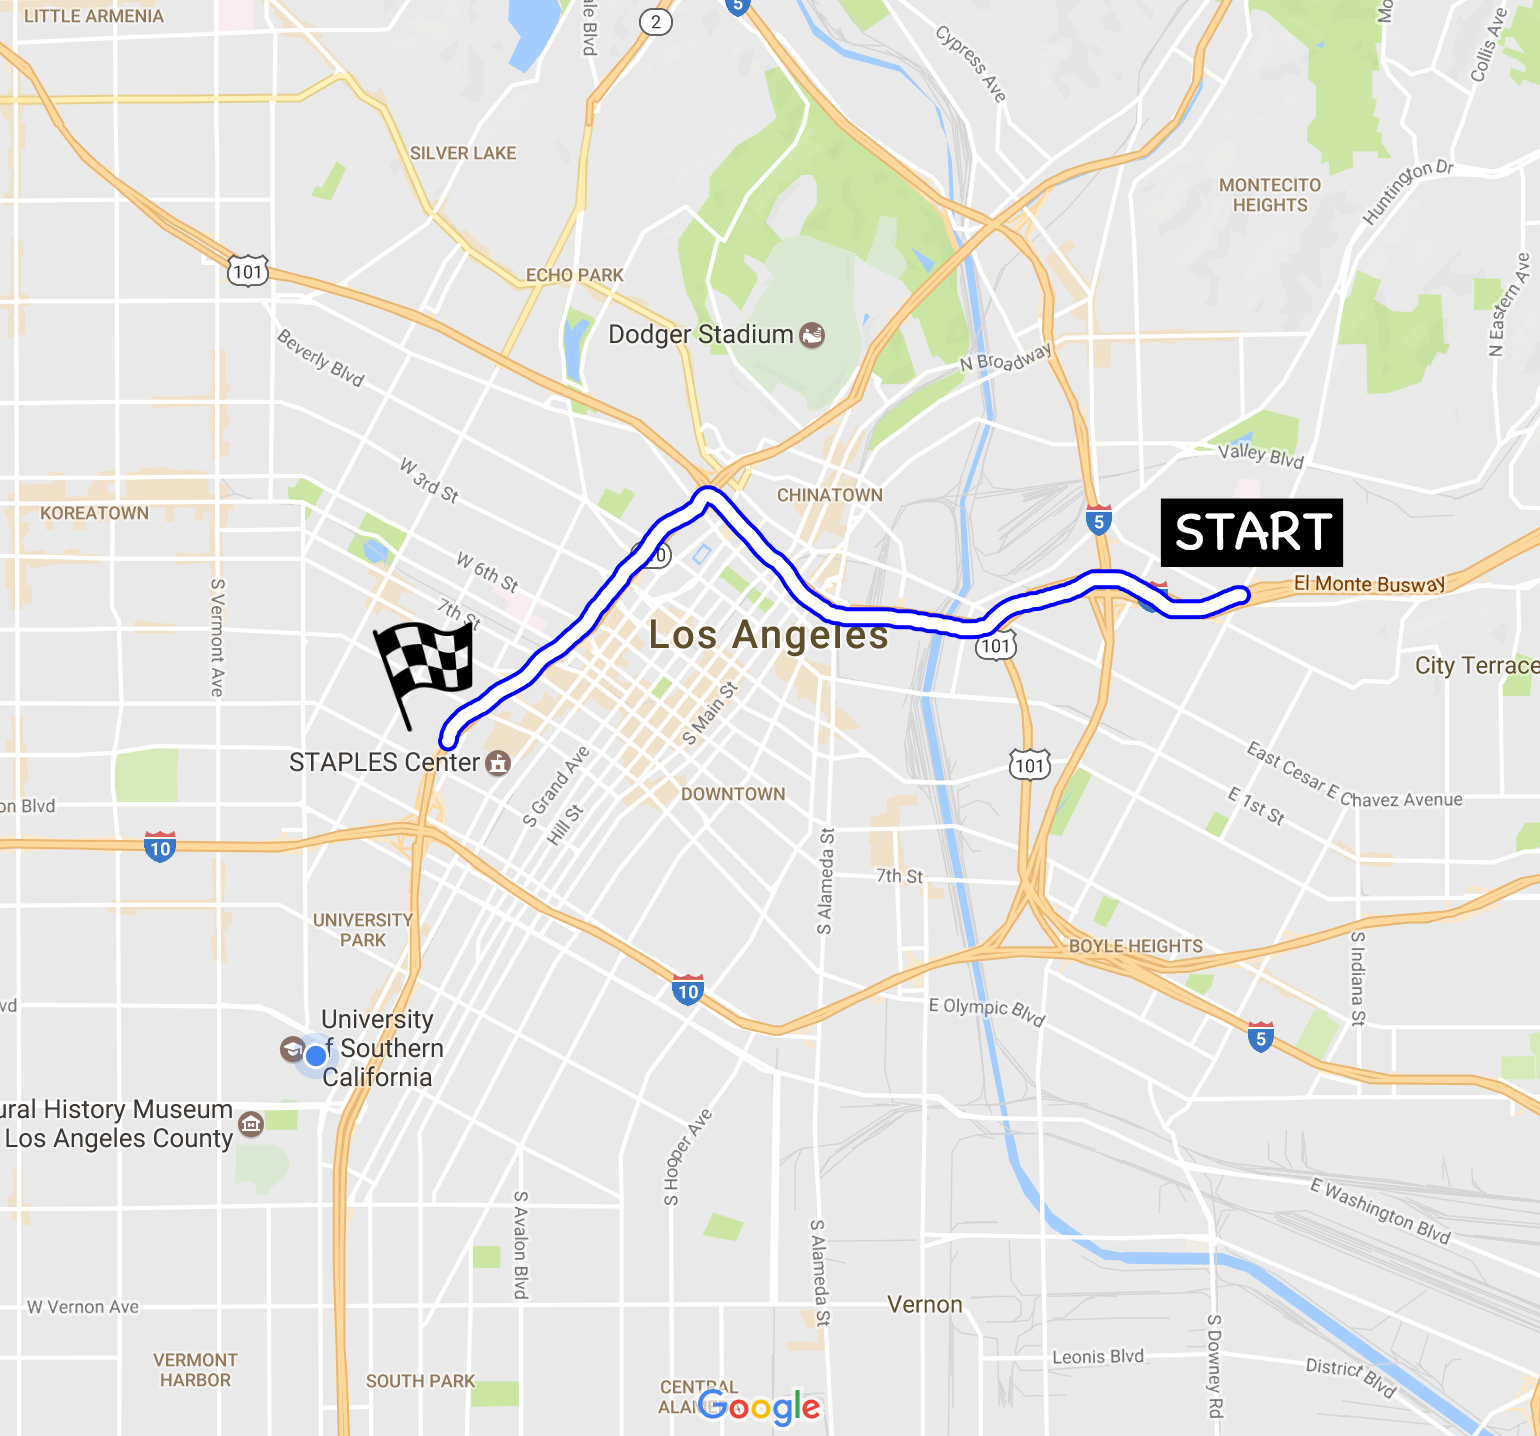 LITTLE ARMENIA
2
5
Cypress Ave
Collis Ave
SILVER LAKE
MONTECITO
HEIGHTS
Huntington Dr
101
ECHO PARK
N Eastern Ave
Dodger Stadium
Beverly Blvd
N Broadway
Valley Blvd
W 3rd St
CHINATOWN
KOREATOWN
5
START
W 6th St
El Monte Busway
S Vermont Ave
7th St
Los Angeles
101
City Terrace
S Main St
STAPLES Center
101
East Cesar E Chavez Avenue
S Grand Ave
DOWNTOWN
on Blvd
Hill St
E 1st St
10
S Alameda St
7th St
UNIVERSITY
PARK
BOYLE HEIGHTS
S Indiana St
10
vd
E Olympic Blvd
University
f Southern
California
5
ural History Museum
Los Angeles County
S Hooper Ave
S Avalon Blvd
E Washington Blvd
S Alameda St
W Vernon Ave
Vernon
S Downey Rd
VERMONT
HARBOR
Leonis Blvd
District Blvd
SOUTH PARK
CENTRAL
Google